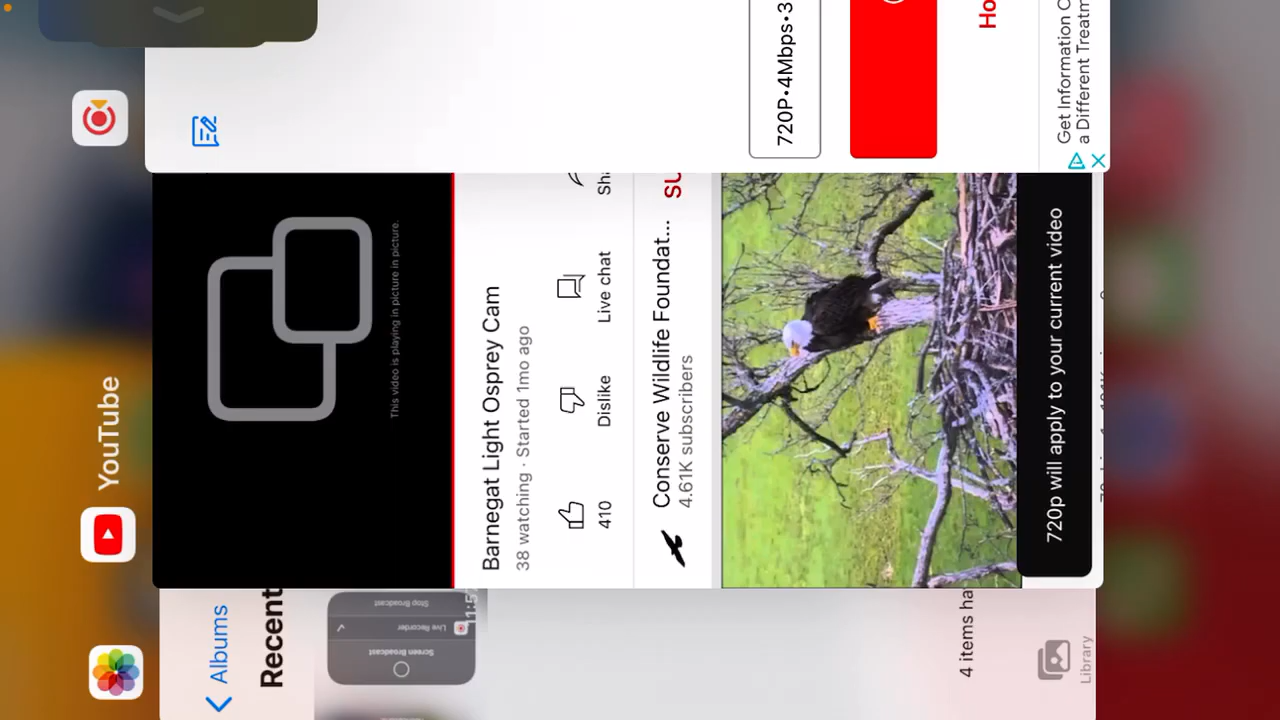 YouTube
This video is playing in picture in picture.
Barnegat Light Osprey Cam
38 watching · Started 1mo ago
410
Dislike
Live chat
Conserve Wildlife Foundat...
4.61K subscribers
720p will apply to your current video
720P•4Mbps•3
Get Information
a Different
Albums
Recent
Screen Broadcast
Live Recorder
Stop Broadcast
4 items
Library